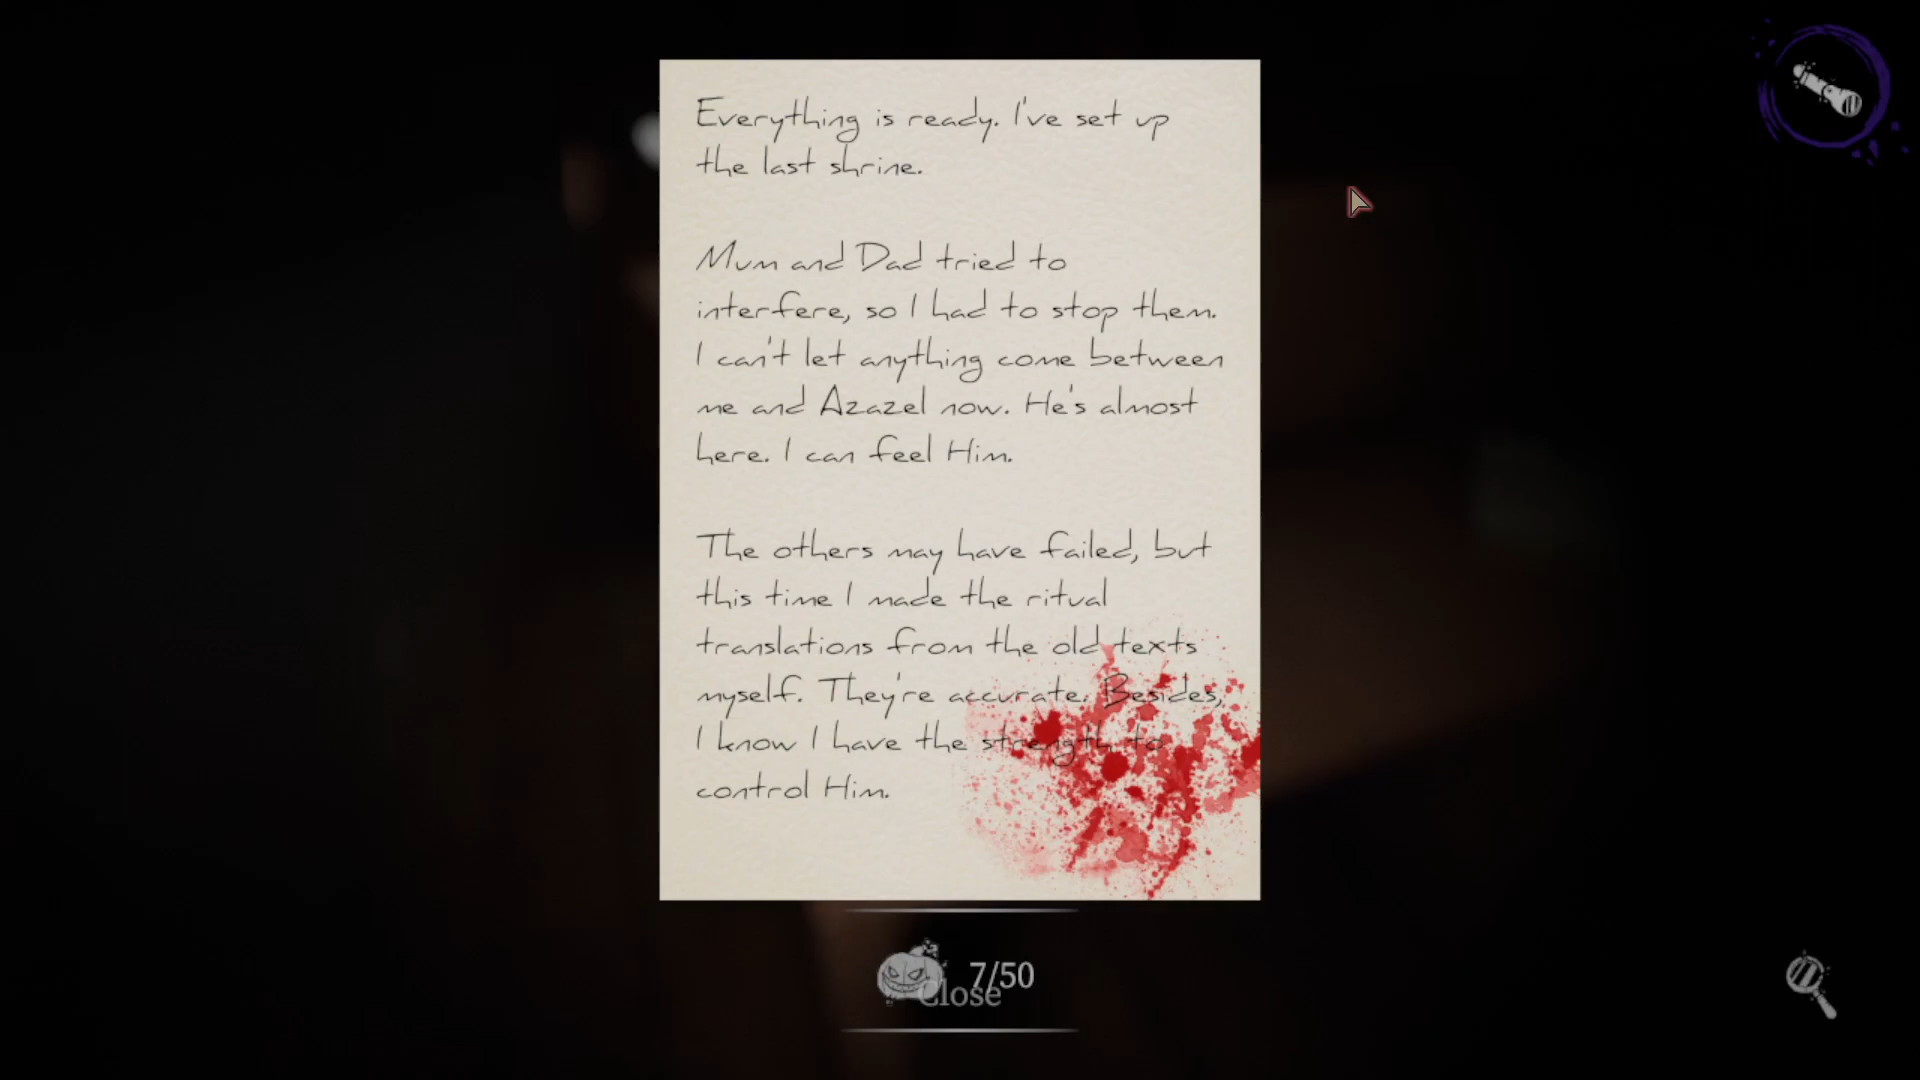 Everything is ready. I've set up
the last shrine.
Mum and Dad tried to
interfere, so I had to stop them.
I can't let anything come between
me and Azazel now. He's almost
here. I can feel Him.
The others may have failed, but
this time I made the ritual
translations from the old texts
myself. They're accurate. Besides,
I know I have the strength to
control Him.
7/50
Close